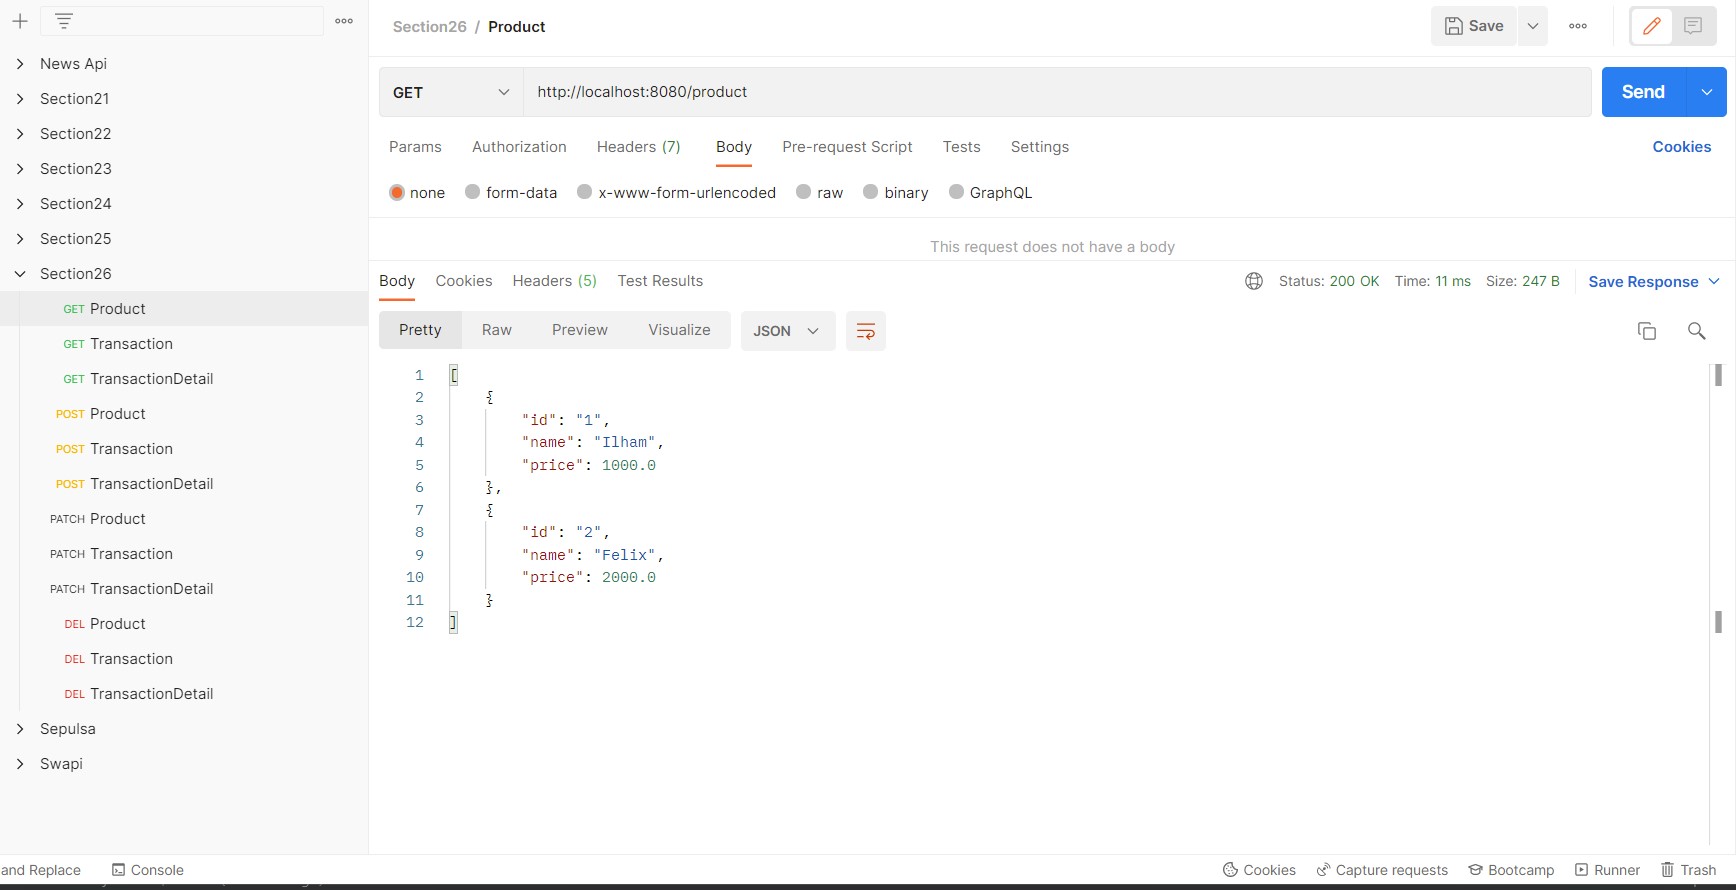 News Api
Section21
Section22
Section23
Section24
Section25
Section26
GET Product
GET Transaction
GET TransactionDetail
POST Product
POST Transaction
POST TransactionDetail
PATCH Product
PATCH Transaction
PATCH TransactionDetail
DEL Product
DEL Transaction
DEL TransactionDetail
Sepulsa
Swapi
Section26 / Product
Save
GET http://localhost:8080/product
Send
Params Authorization Headers (7) Body Pre-request Script Tests Settings
Cookies
none form-data x-www-form-urlencoded raw binary GraphQL
This request does not have a body
Body Cookies Headers (5) Test Results
Status: 200 OK Time: 11 ms Size: 247 B
Save Response
Pretty Raw Preview Visualize JSON
1 [
2 {
3 "id": "1",
4 "name": "Ilham",
5 "price": 1000.0
6 },
7 {
8 "id": "2",
9 "name": "Felix",
10 "price": 2000.0
11 }
12 ]
and Replace Console
Cookies Capture requests Bootcamp Runner Trash